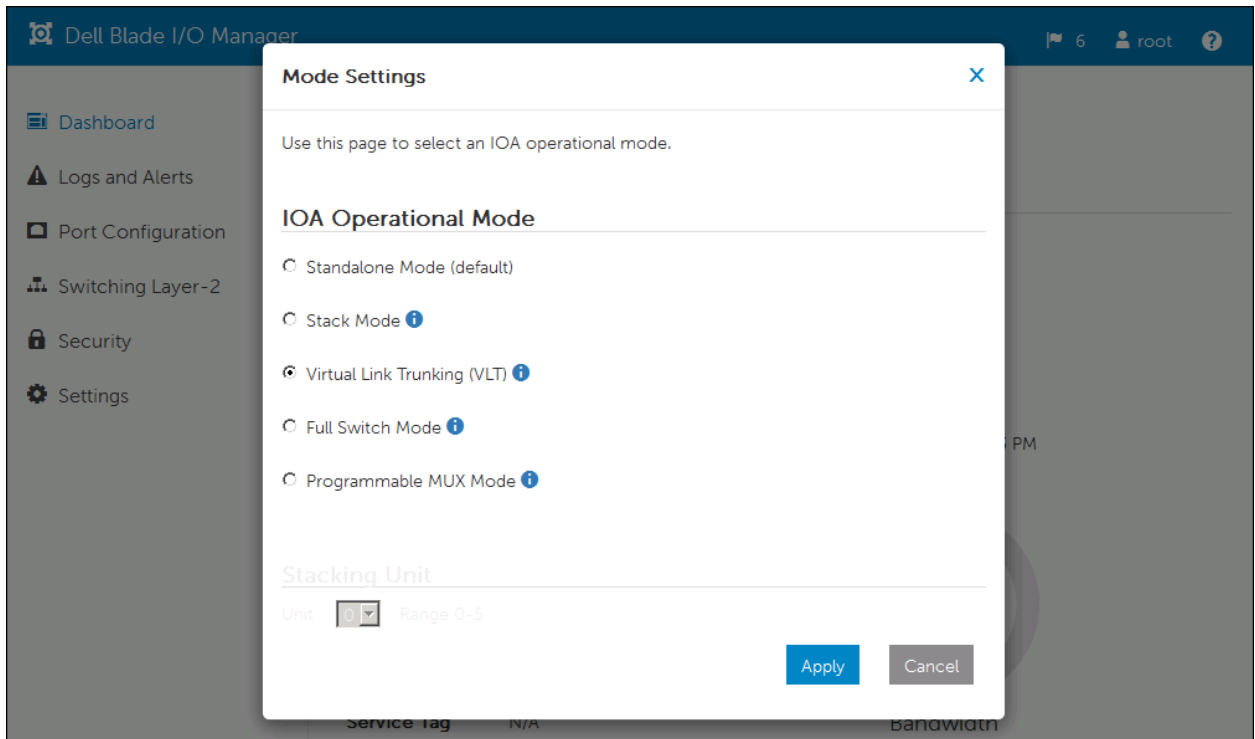 Dell Blade I/O Manager
6
root
?
Mode Settings
X
Dashboard
Logs and Alerts
Port Configuration
Switching Layer-2
Security
Settings
Use this page to select an IOA operational mode.
IOA Operational Mode
Standalone Mode (default)
Stack Mode
Virtual Link Trunking (VLT)
Full Switch Mode
Programmable MUX Mode
PM
Stacking Unit
Unit 0 Range 0-5
Apply Cancel
Service Tag N/A
Bandwidth